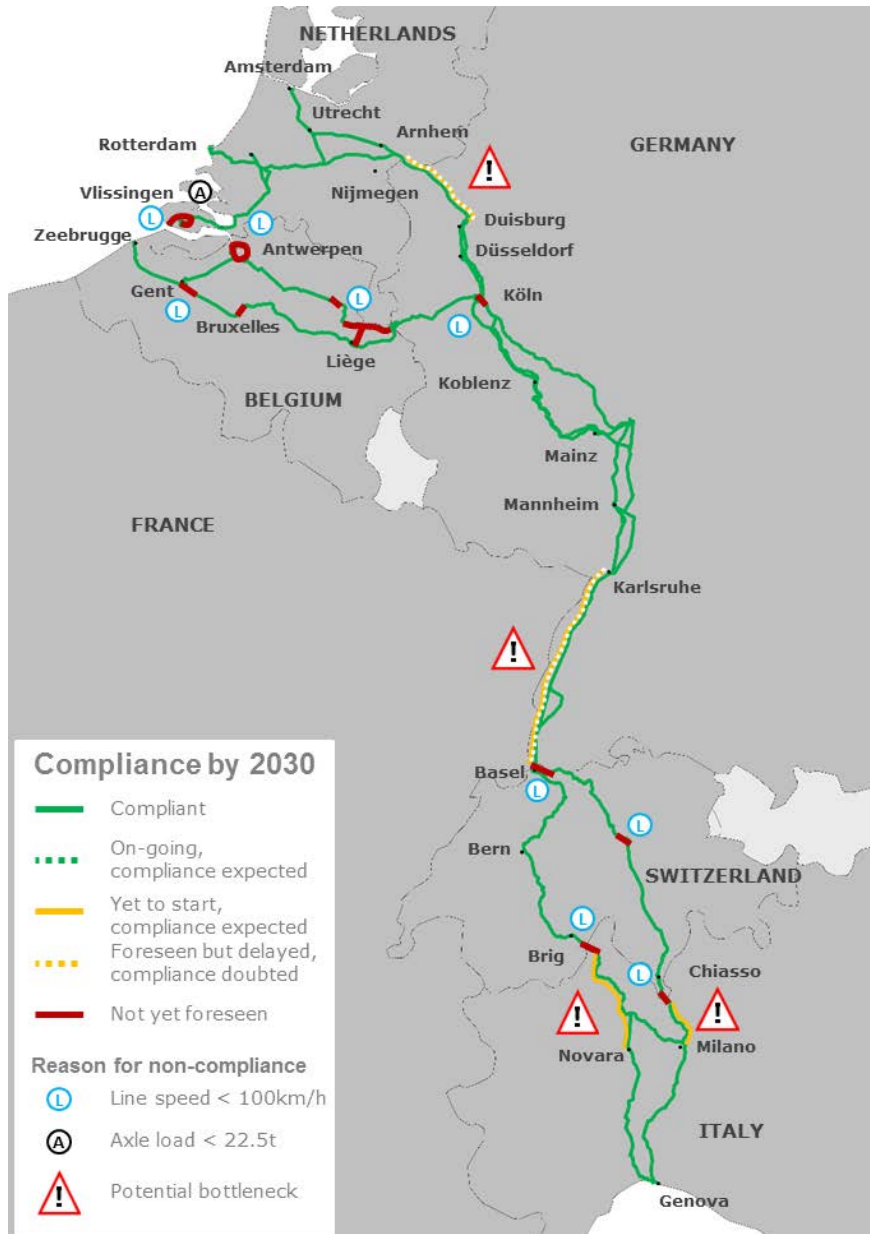 NETHERLANDS
Amsterdam
Utrecht
Arnhem
Rotterdam
GERMANY
!
A
Vlissingen
Nijmegen
L
L
Duisburg
Zeebrugge
Antwerpen
Düsseldorf
Gent
L
L
Köln
Bruxelles
L
Liège
Koblenz
BELGIUM
Mainz
Mannheim
FRANCE
Karlsruhe
!
Basel
L
L
Bern
SWITZERLAND
L
Brig
L
Chiasso
!
!
Novara
Milano
ITALY
Genova
Compliance by 2030
Compliant
On-going,
compliance expected
Yet to start,
compliance expected
Foreseen but delayed,
compliance doubted
Not yet foreseen
Reason for non-compliance
L Line speed < 100km/h
A Axle load < 22.5t
! Potential bottleneck